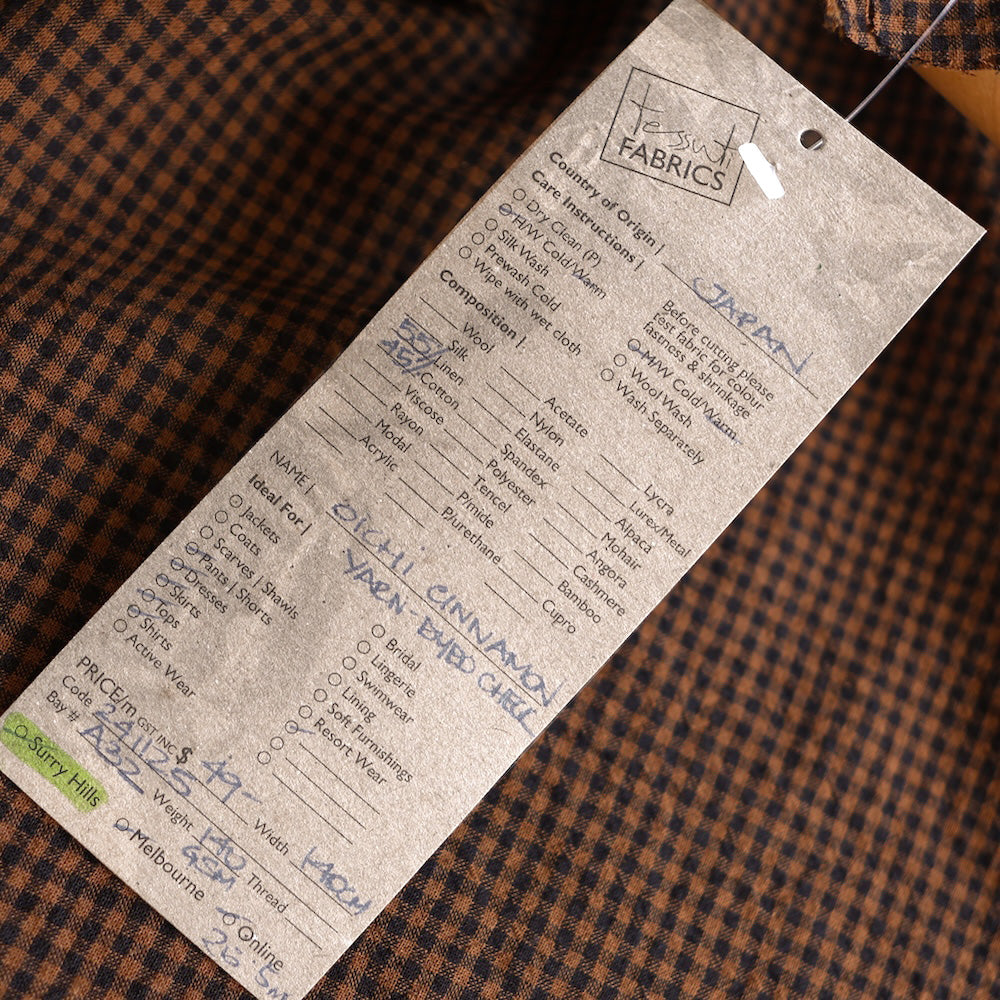 tessuti
FABRICS
Country of Origin | JAPAN
Care Instructions |
Dry Clean (P)
H/W Cold/Warm
Silk Wash
Prewash Cold
Wipe with wet cloth
Before cutting please
test fabric for colour
fastness & shrinkage
M/W Cold/Warm
Wool Wash
Wash Separately
Composition |
Wool
Silk
55% Linen
45% Cotton
Viscose
Rayon
Modal
Acrylic
Acetate
Nylon
Elastane
Spandex
Polyester
Tencel
P/mide
P/urethane
Lycra
Lurex/Metal
Alpaca
Mohair
Angora
Cashmere
Bamboo
Cupro
NAME | OICHI CINNAMON
YARN-DYED CHECK
Ideal For |
Jackets
Coats
Scarves | Shawls
Pants | Shorts
Dresses
Skirts
Tops
Shirts
Active Wear
Bridal
Lingerie
Swimwear
Lining
Soft Furnishings
Resort Wear
PRICE/m GST INC $ 49-
Code 241125 Width 140CM
Bay # A332 Weight 140 GSM Thread
Surry Hills
Melbourne
Online
26.5m